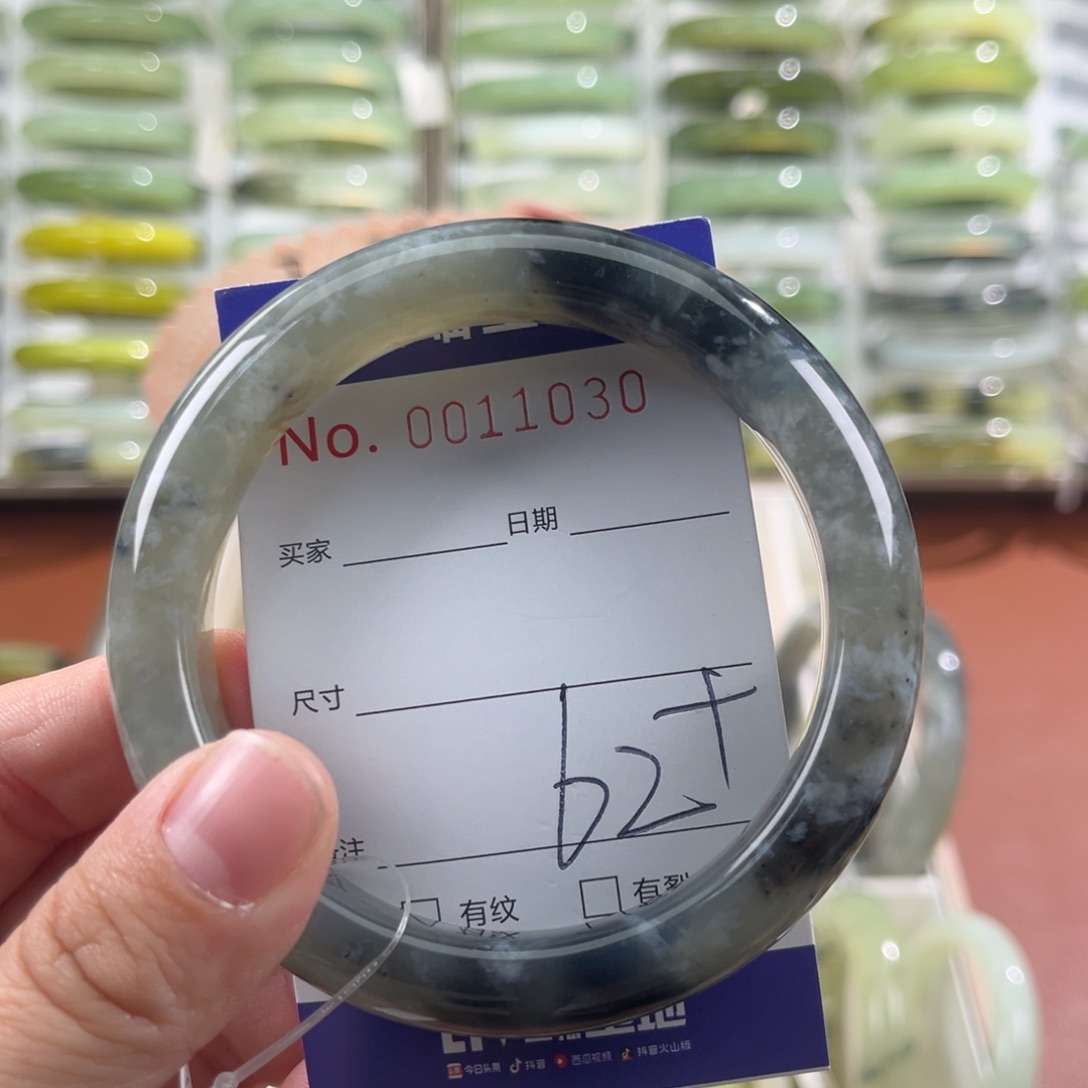 No. 0011030
买家 日期
尺寸
62+
注
有纹 有裂
今日头条 抖音 西瓜视频 抖音火山版